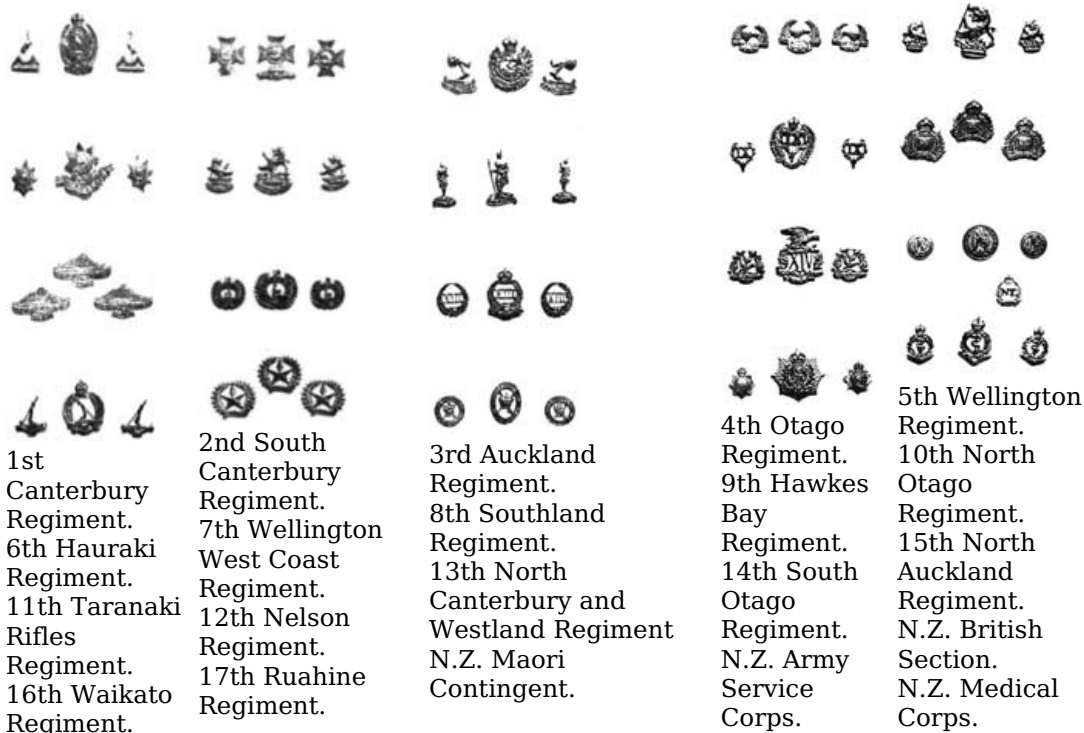 1st
Canterbury
Regiment.
6th Hauraki
Regiment.
11th Taranaki
Rifles
Regiment.
16th Waikato
Regiment.
2nd South
Canterbury
Regiment.
7th Wellington
West Coast
Regiment.
12th Nelson
Regiment.
17th Ruahine
Regiment.
3rd Auckland
Regiment.
8th Southland
Regiment.
13th North
Canterbury and
Westland Regiment
N.Z. Maori
Contingent.
XIV
4th Otago
Regiment.
9th Hawkes
Bay
Regiment.
14th South
Otago
Regiment.
N.Z. Army
Service
Corps.
NZ
5th Wellington
Regiment.
10th North
Otago
Regiment.
15th North
Auckland
Regiment.
N.Z. British
Section.
N.Z. Medical
Corps.